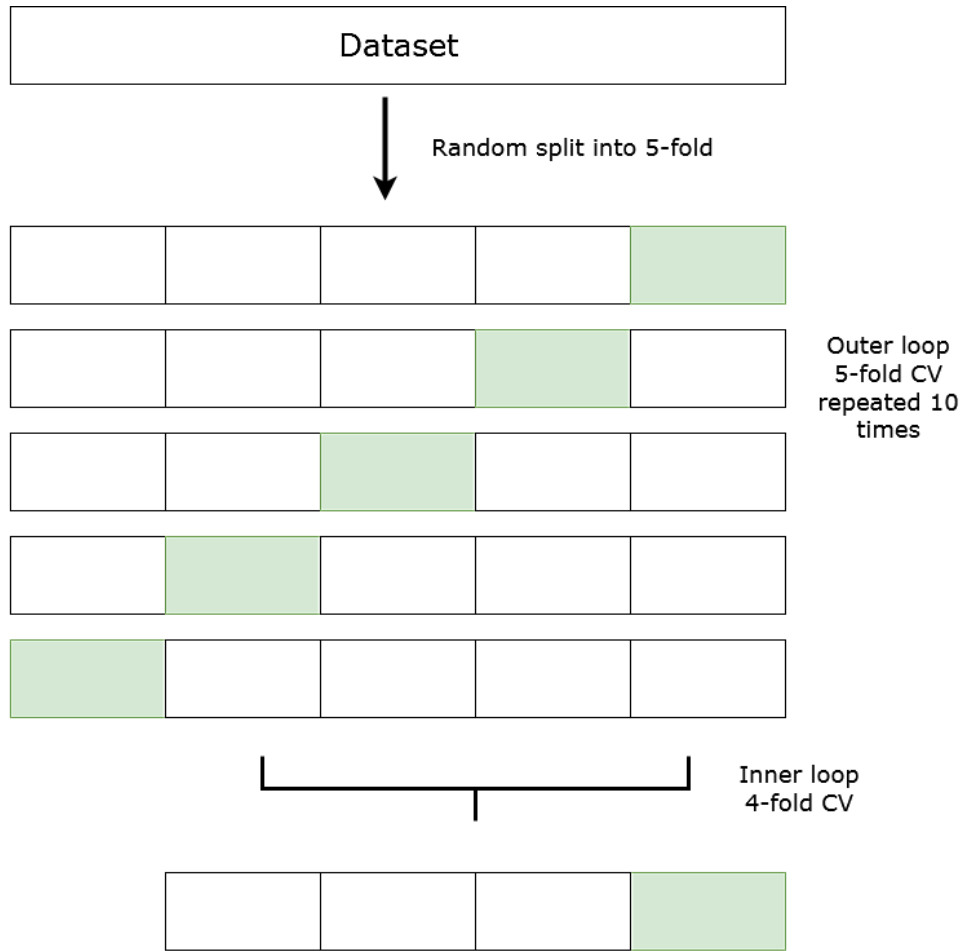 Dataset
Random split into 5-fold
Outer loop
5-fold CV
repeated 10
times
Inner loop
4-fold CV